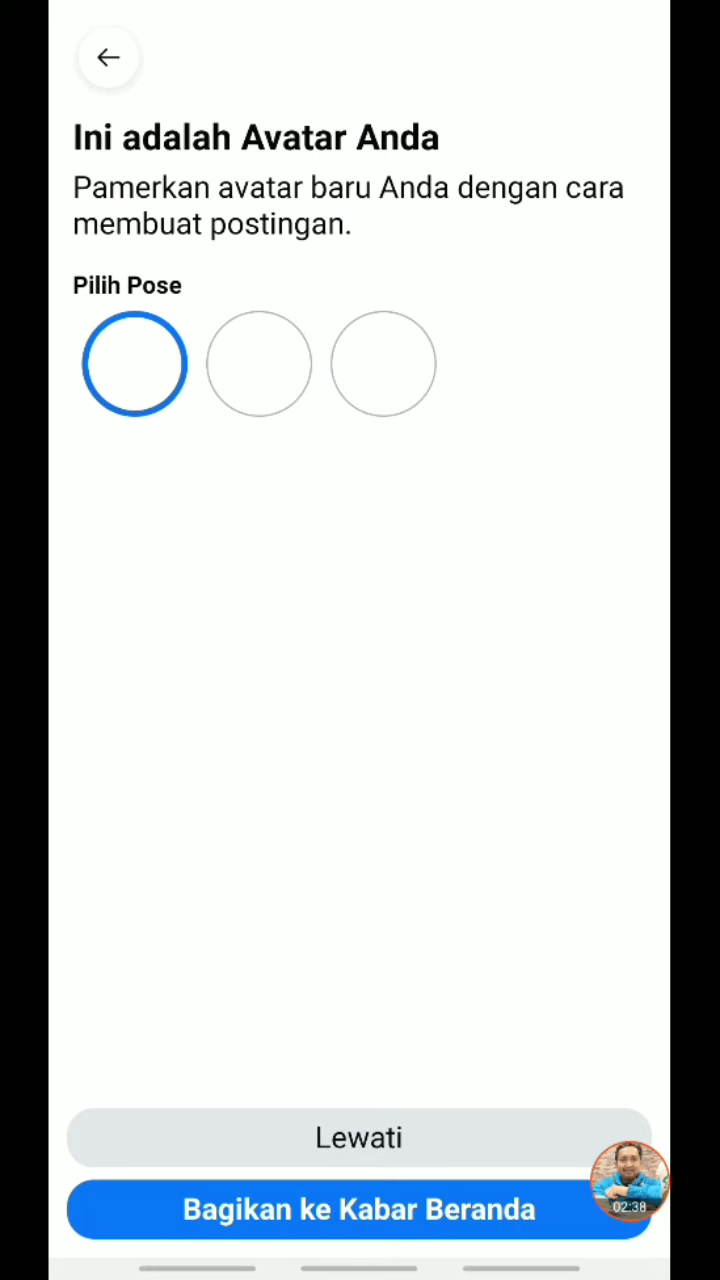 Ini adalah Avatar Anda
Pamerkan avatar baru Anda dengan cara
membuat postingan.
Pilih Pose
Lewati
Bagikan ke Kabar Beranda
02:38